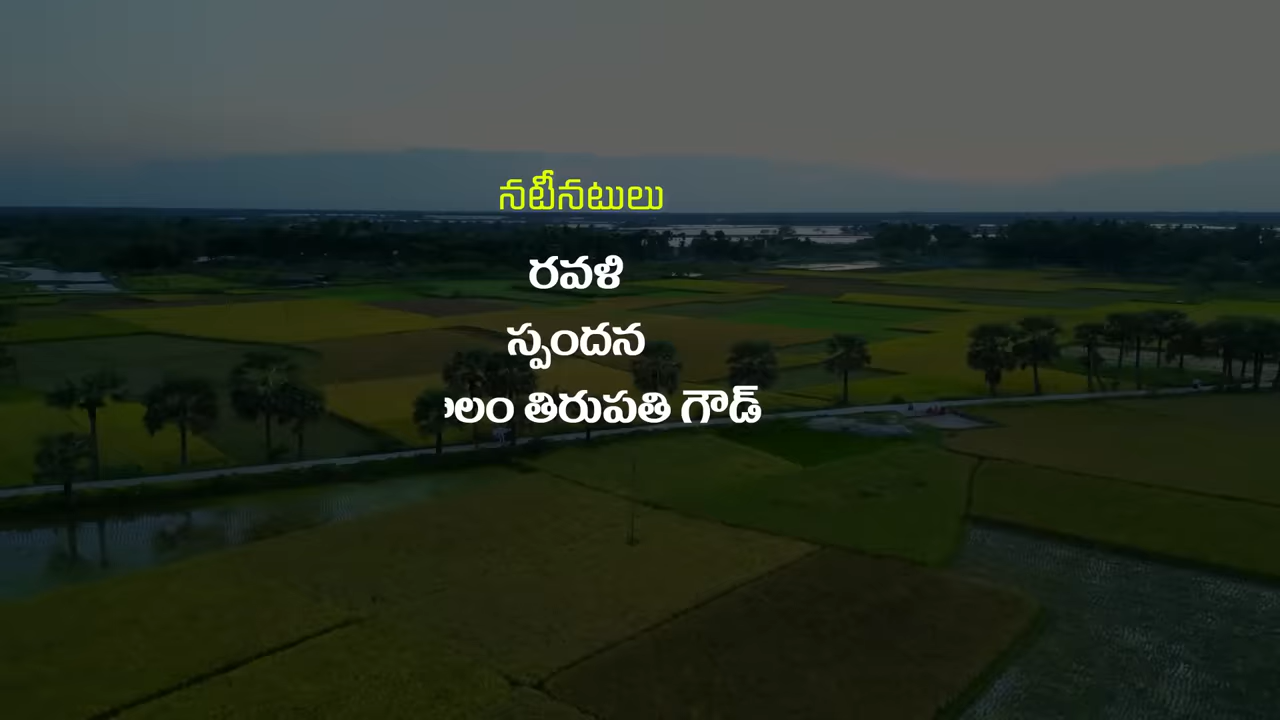 నటీనటులు
రవళి
స్పందన
తిరుపతి గౌడ్